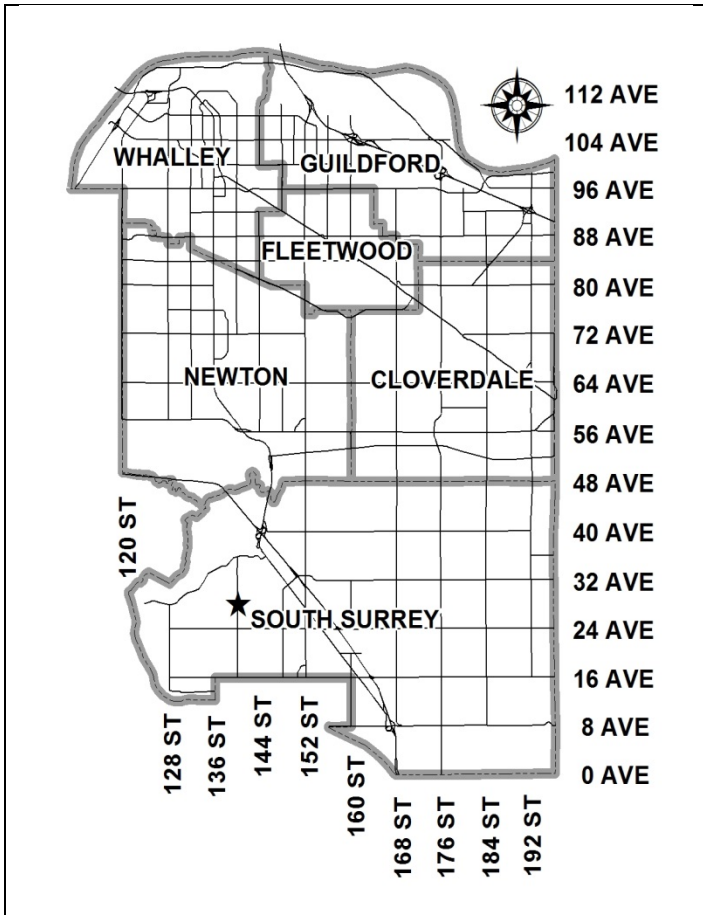 112 AVE
104 AVE
WHALLEY
GUILDFORD
96 AVE
88 AVE
FLEETWOOD
80 AVE
72 AVE
NEWTON
CLOVERDALE
64 AVE
56 AVE
48 AVE
120 ST
40 AVE
32 AVE
SOUTH SURREY
24 AVE
16 AVE
8 AVE
0 AVE
128 ST
136 ST
144 ST
152 ST
160 ST
168 ST
176 ST
184 ST
192 ST